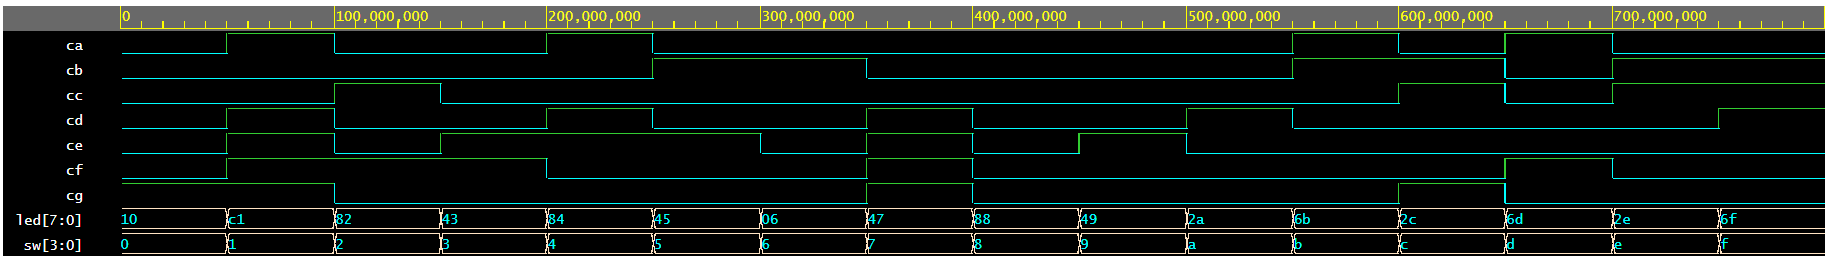 0 100,000,000 200,000,000 300,000,000 400,000,000 500,000,000 600,000,000 700,000,000
ca
cb
cc
cd
ce
cf
cg
led[7:0] 10 c1 82 43 84 45 06 47 88 49 2a 6b 2c 6d 2e 6f
sw[3:0] 0 1 2 3 4 5 6 7 8 9 a b c d e f